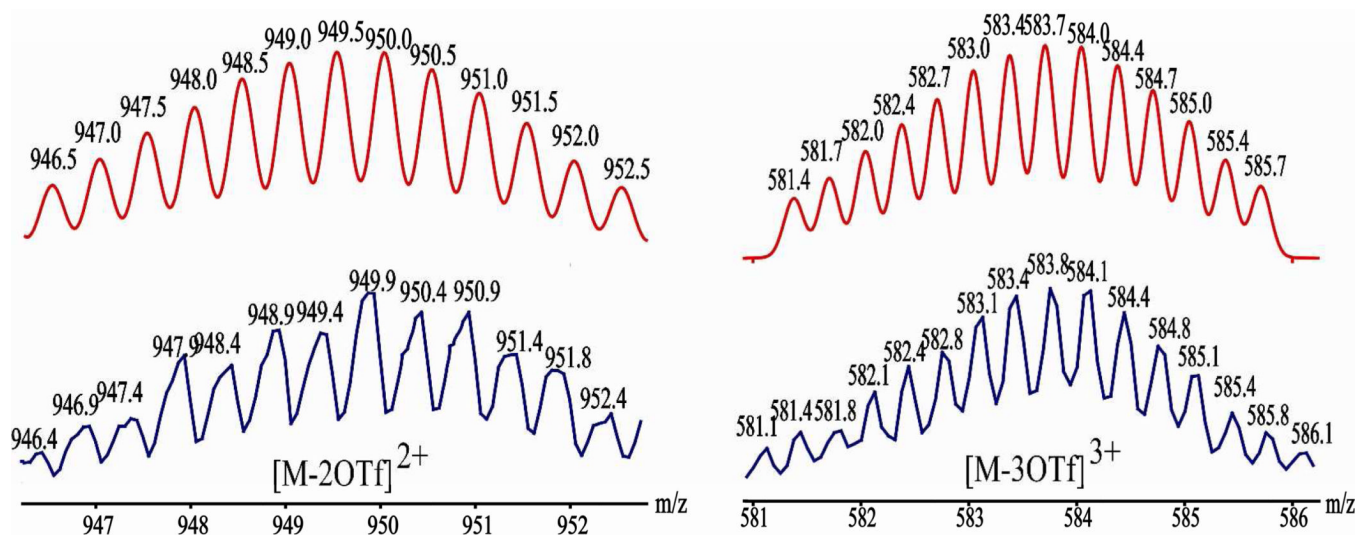 946.5 947.0 947.5 948.0 948.5 949.0 949.5 950.0 950.5 951.0 951.5 952.0 952.5
946.4 946.9 947.4 947.9 948.4 948.9 949.4 949.9 950.4 950.9 951.4 951.8 952.4
[M-2OTf]2+
947 948 949 950 951 952 m/z
581.4 581.7 582.0 582.4 582.7 583.0 583.4 583.7 584.0 584.4 584.7 585.0 585.4 585.7
581.1 581.4 581.8 582.1 582.4 582.8 583.1 583.4 583.8 584.1 584.4 584.8 585.1 585.4 585.8 586.1
[M-3OTf]3+
581 582 583 584 585 586 m/z